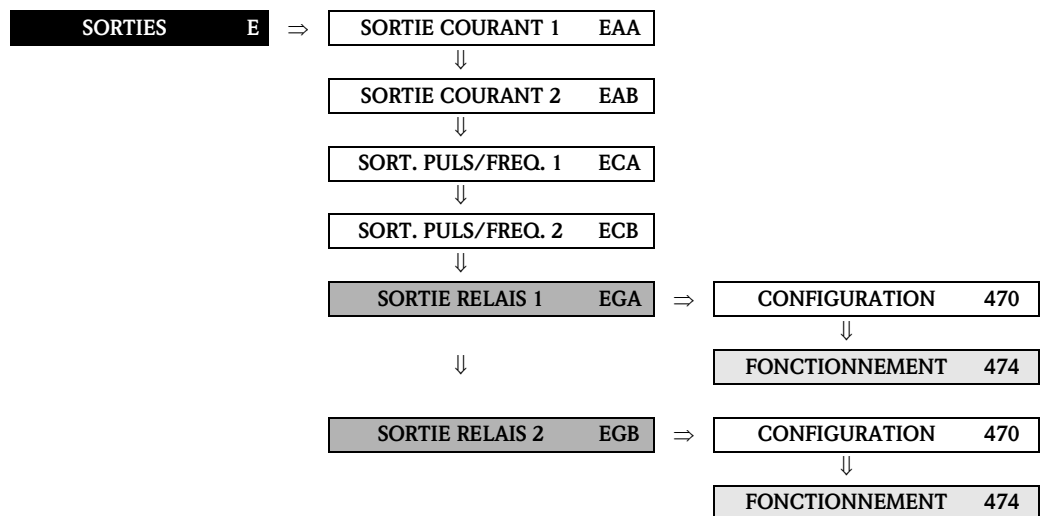 SORTIES E ⇒ SORTIE COURANT 1 EAA
⇓
SORTIE COURANT 2 EAB
⇓
SORT. PULS/FREQ. 1 ECA
⇓
SORT. PULS/FREQ. 2 ECB
⇓
SORTIE RELAIS 1 EGA ⇒ CONFIGURATION 470
⇓
⇓ FONCTIONNEMENT 474
SORTIE RELAIS 2 EGB ⇒ CONFIGURATION 470
⇓
FONCTIONNEMENT 474